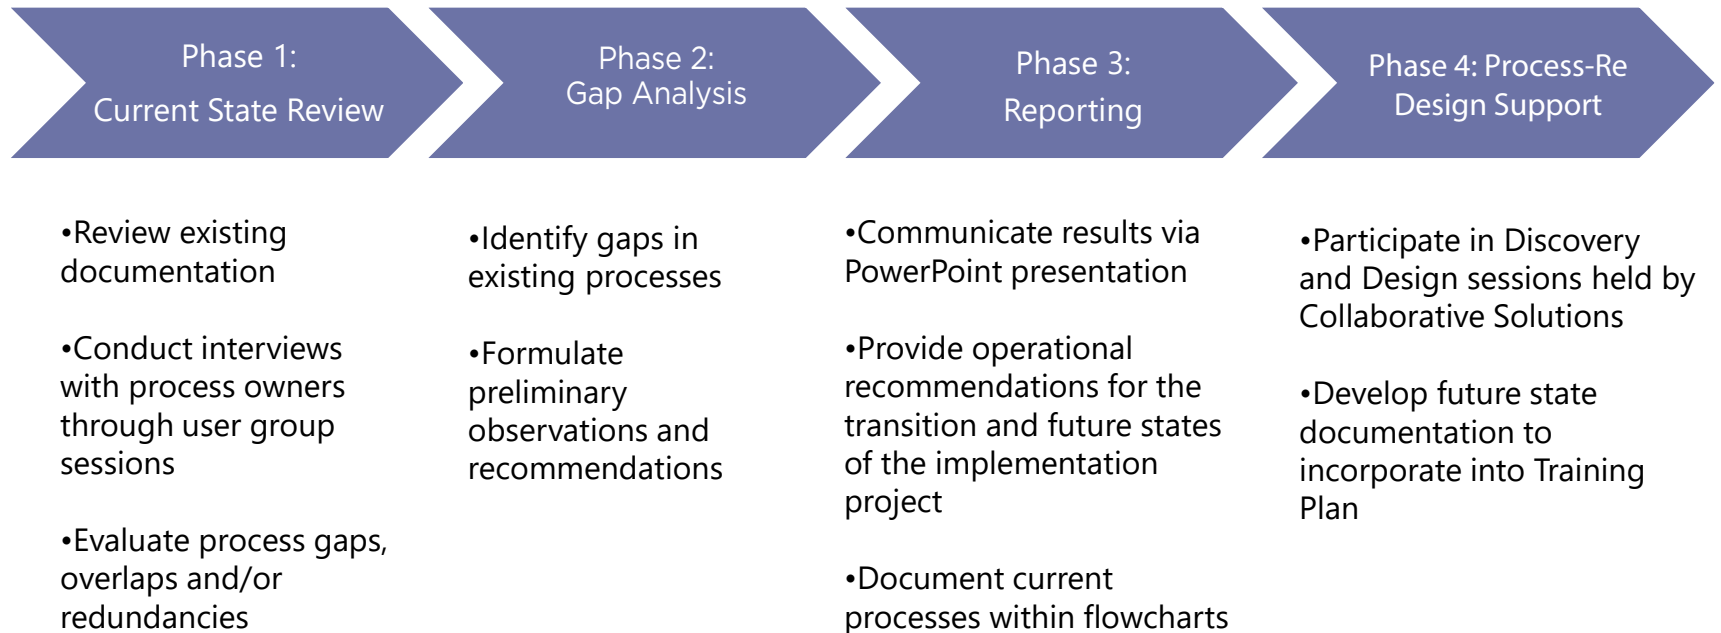 Phase 1:
Current State Review
Phase 2:
Gap Analysis
Phase 3:
Reporting
Phase 4: Process-Re
Design Support
•Review existing
documentation
•Conduct interviews
with process owners
through user group
sessions
•Evaluate process gaps,
overlaps and/or
redundancies
•Identify gaps in
existing processes
•Formulate
preliminary
observations and
recommendations
•Communicate results via
PowerPoint presentation
•Provide operational
recommendations for the
transition and future states
of the implementation
project
•Document current
processes within flowcharts
•Participate in Discovery
and Design sessions held by
Collaborative Solutions
•Develop future state
documentation to
incorporate into Training
Plan